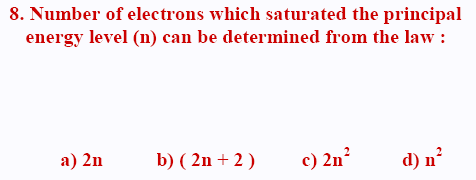 8. Number of electrons which saturated the principal
energy level (n) can be determined from the law :
a) 2n b) ( 2n + 2 ) c) 2n² d) n²